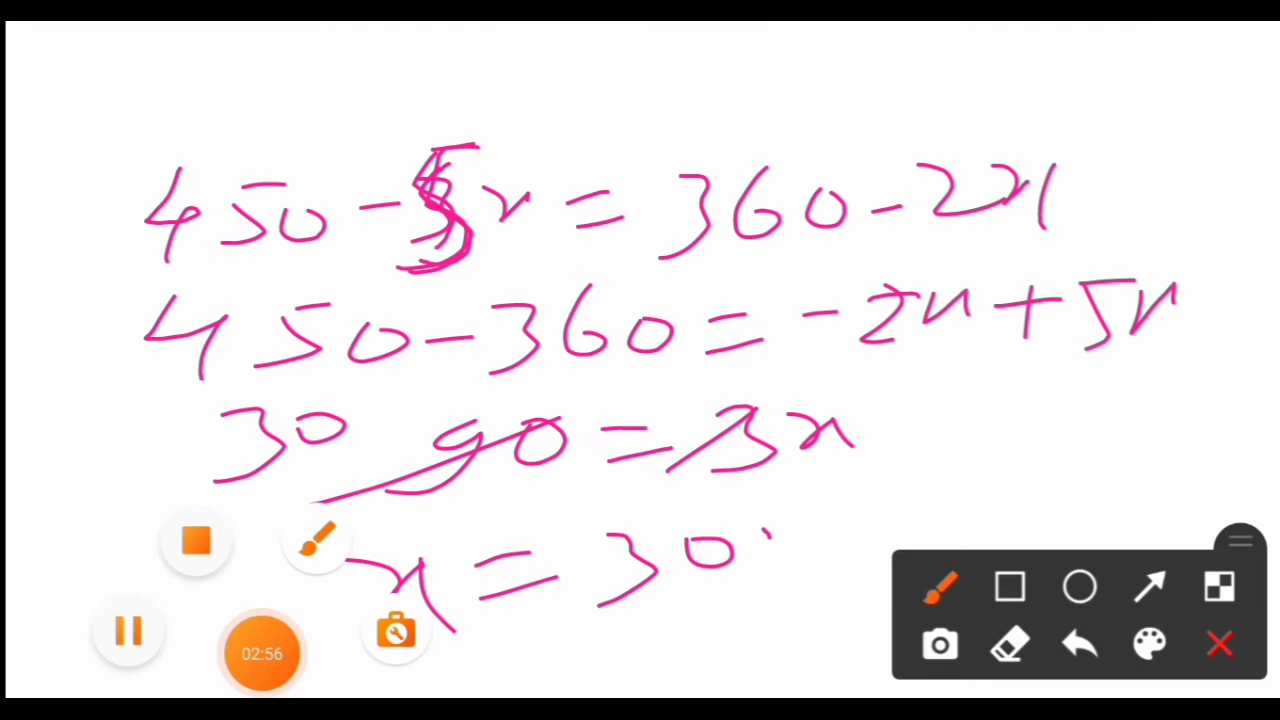 450 - 5x = 360 - 2x
450 - 360 = - 2x + 5x
30 90 = 3x
x = 30°
02:56